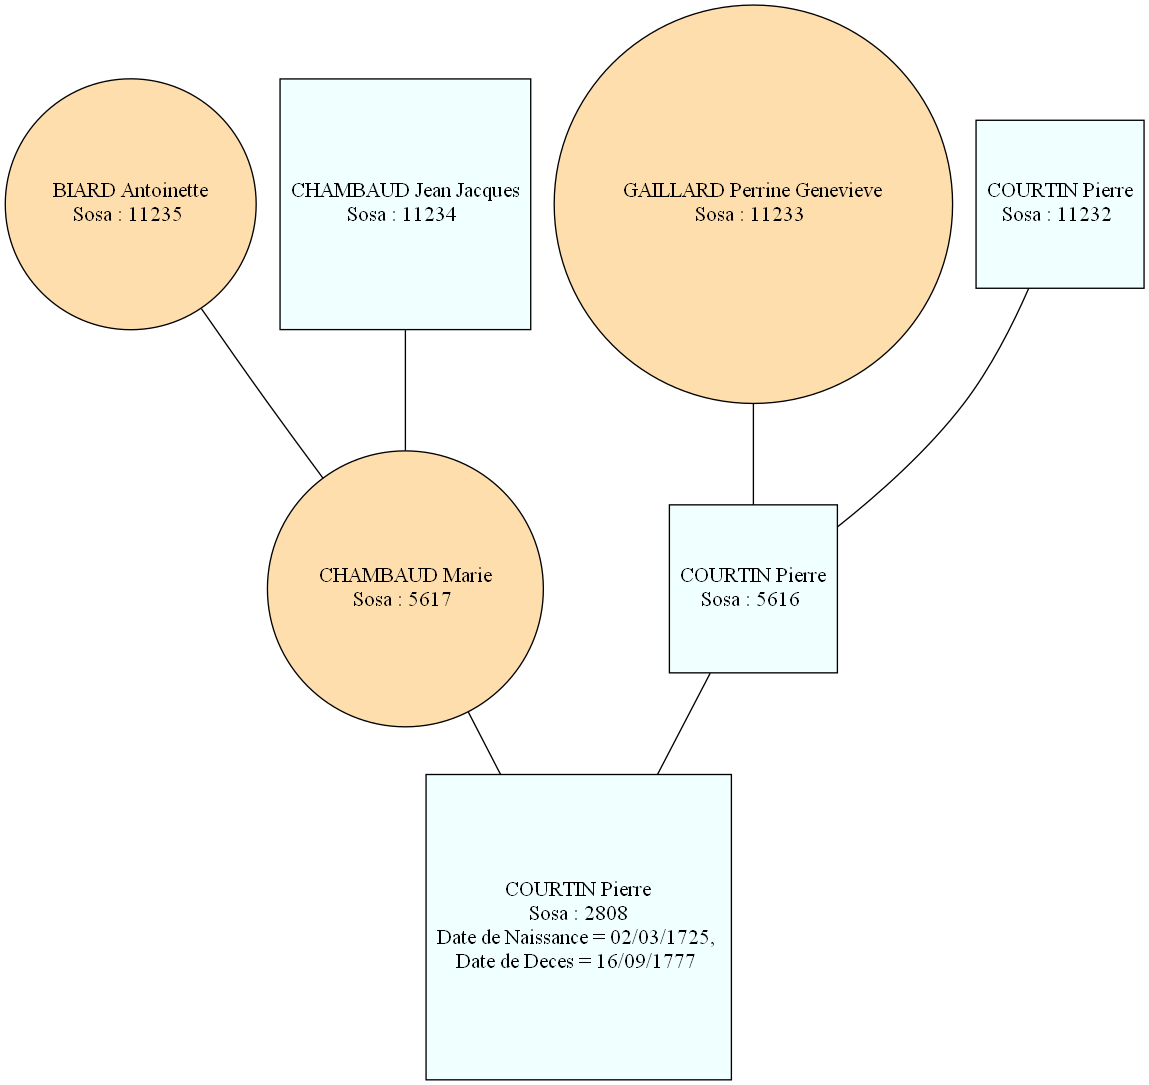 BIARD Antoinette
Sosa : 11235
CHAMBAUD Jean Jacques
Sosa : 11234
GAILLARD Perrine Genevieve
Sosa : 11233
COURTIN Pierre
Sosa : 11232
CHAMBAUD Marie
Sosa : 5617
COURTIN Pierre
Sosa : 5616
COURTIN Pierre
Sosa : 2808
Date de Naissance = 02/03/1725,
Date de Deces = 16/09/1777